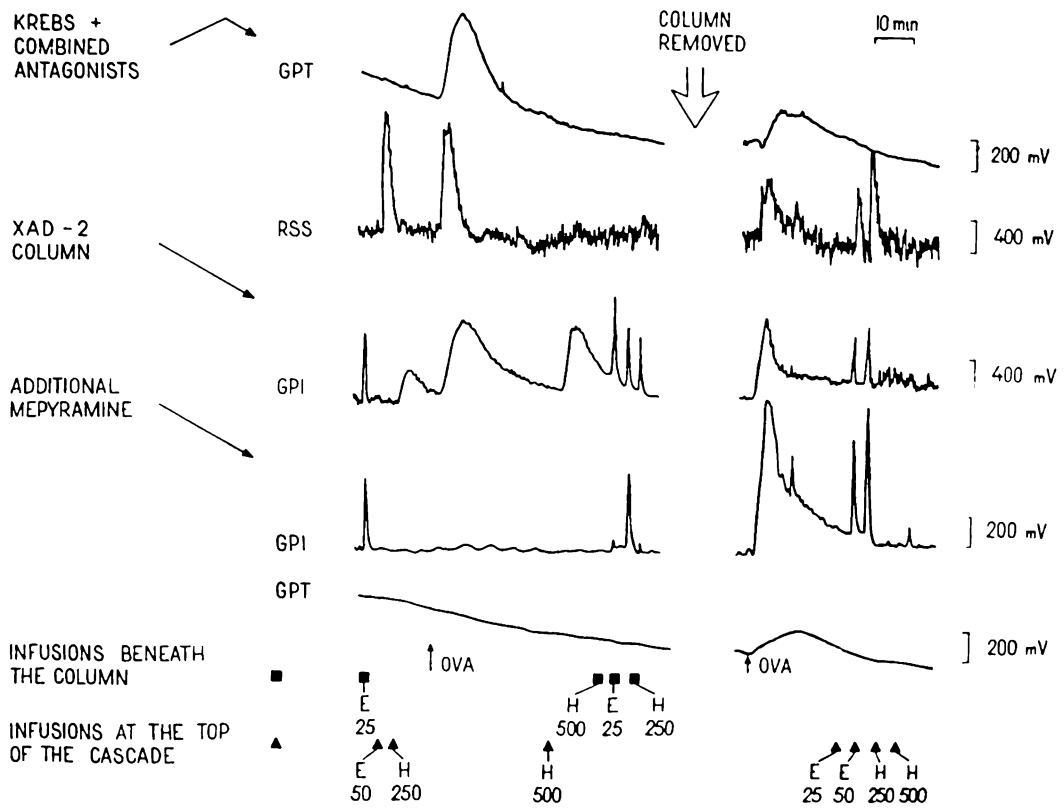 KREBS +
COMBINED
ANTAGONISTS
COLUMN
REMOVED
10 min
GPT
200 mV
XAD - 2
COLUMN
RSS
400 mV
ADDITIONAL
MEPYRAMINE
GPI
400 mV
GPI
200 mV
GPT
200 mV
OVA
OVA
INFUSIONS BENEATH
THE COLUMN
E
25
H
500
E
25
H
250
INFUSIONS AT THE TOP
OF THE CASCADE
E
50
H
250
H
500
E
25
E
50
H
250
H
500